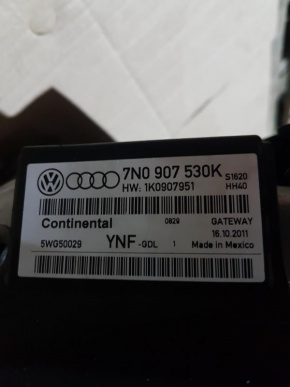 7N0 907 530K S1620
HW: 1K0907951 HH40
Continental 0829 GATEWAY
16.10.2011
5WG50029 YNF -GDL 1 Made in Mexico